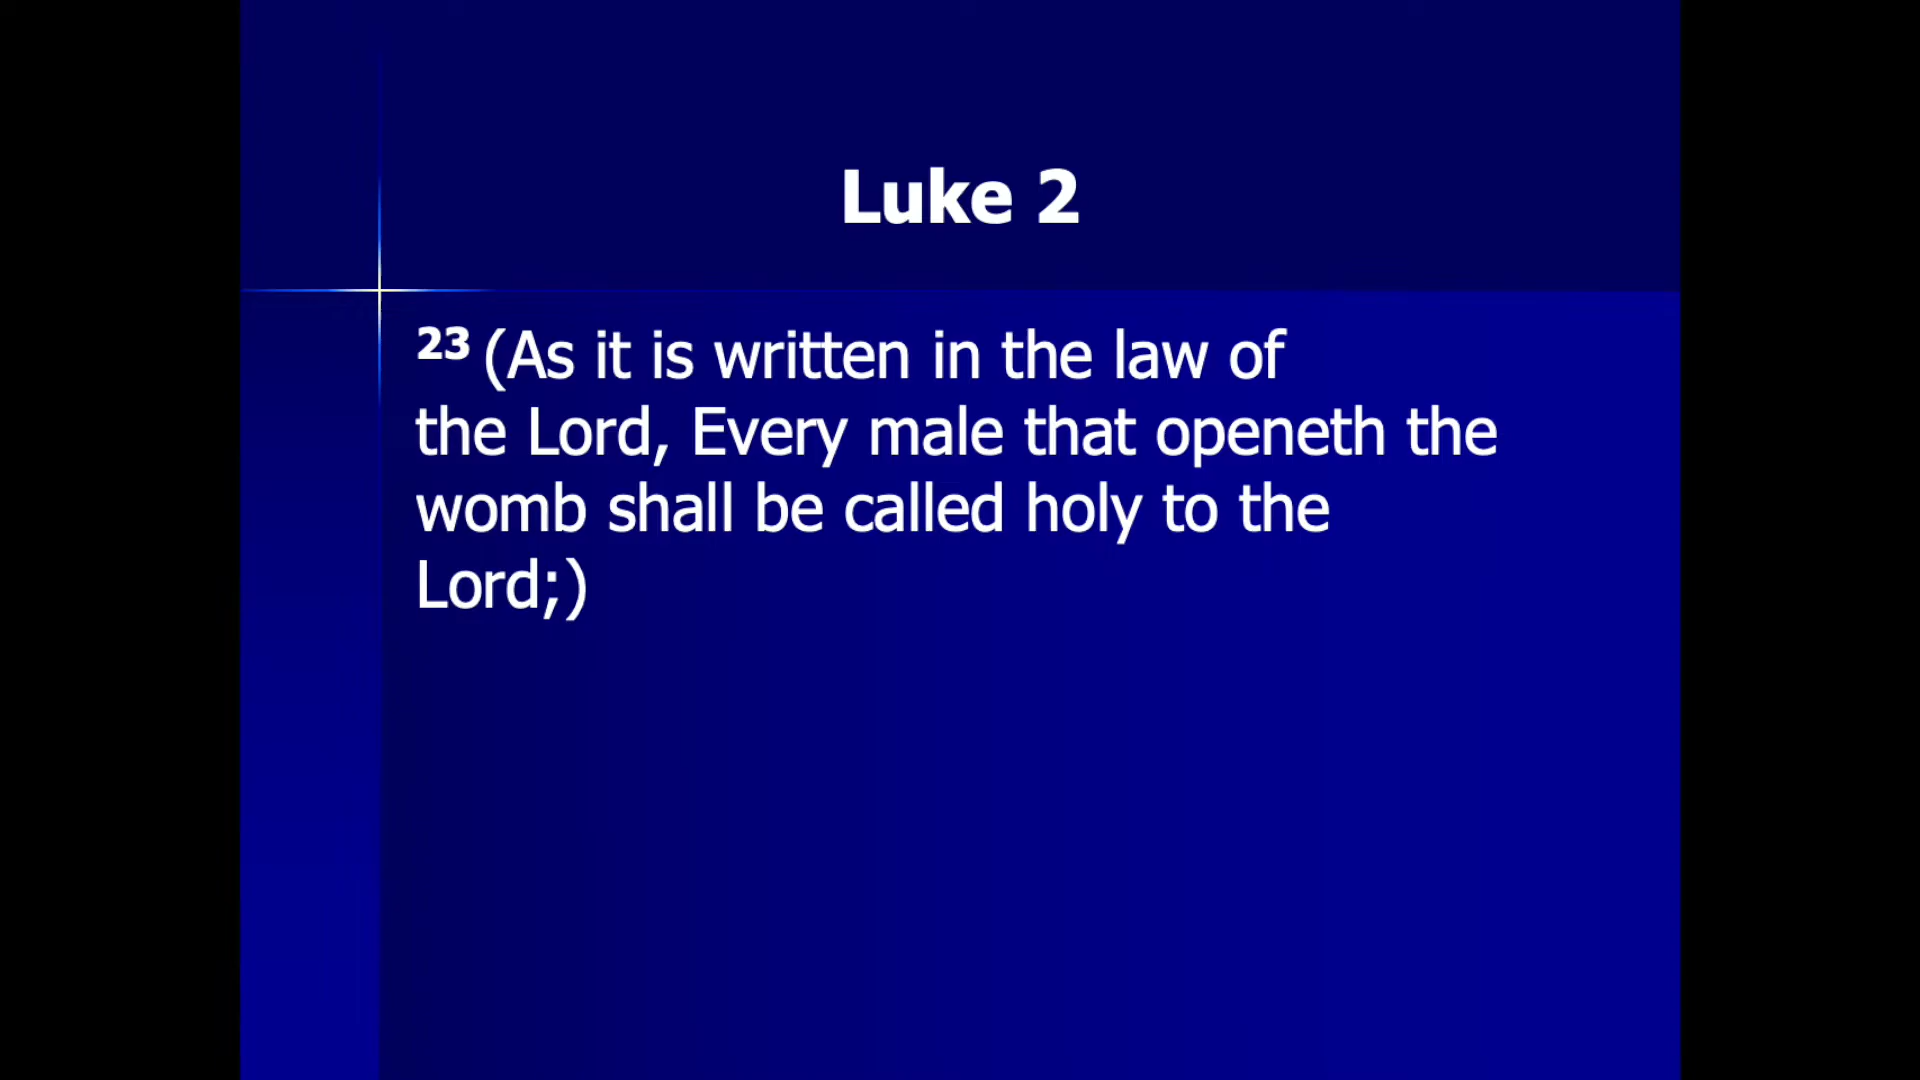 Luke 2
23 (As it is written in the law of
the Lord, Every male that openeth the
womb shall be called holy to the
Lord;)